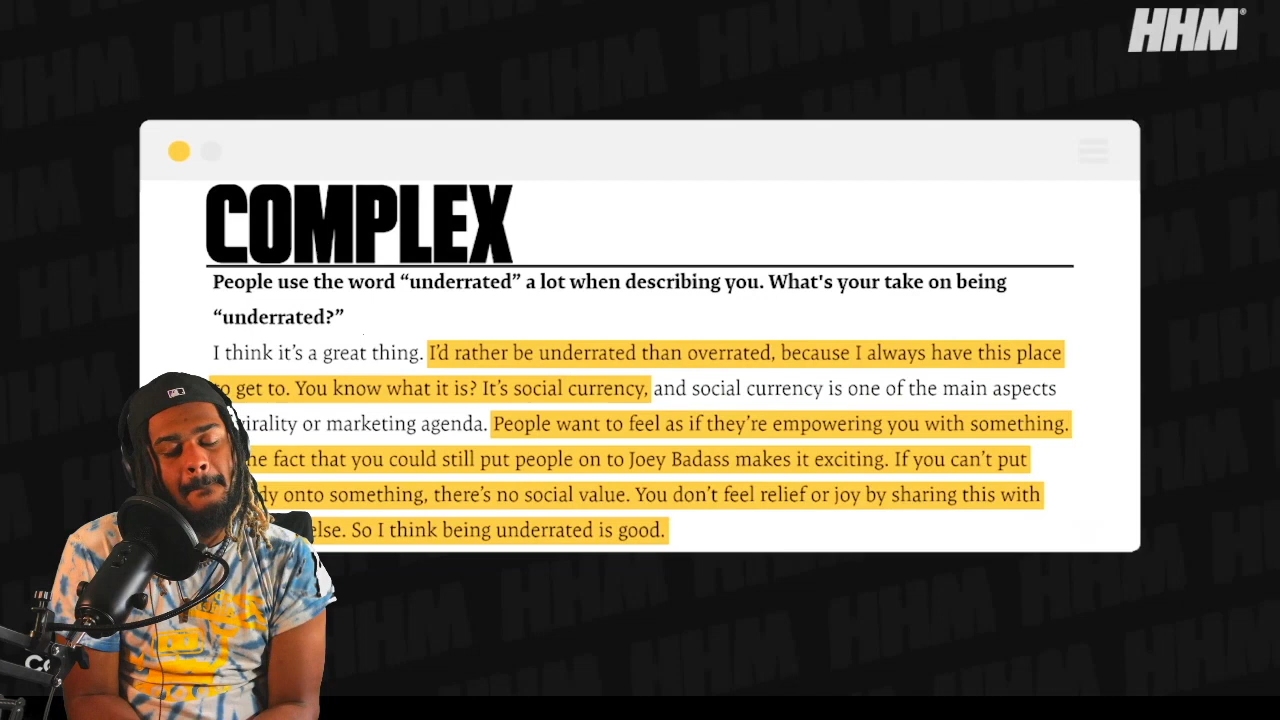 HHM
COMPLEX
People use the word “underrated” a lot when describing you. What's your take on being
“underrated?”
I think it’s a great thing. I’d rather be underrated than overrated, because I always have this place
to get to. You know what it is? It’s social currency, and social currency is one of the main aspects
virality or marketing agenda. People want to feel as if they’re empowering you with something.
fact that you could still put people on to Joey Badass makes it exciting. If you can’t put
onto something, there’s no social value. You don’t feel relief or joy by sharing this with
else. So I think being underrated is good.